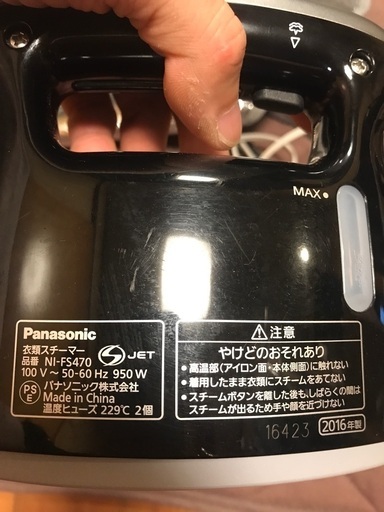 MAX
Panasonic
衣類スチーマー
品番 NI-FS470
JET
100 V ~ 50-60 Hz 950 W
PS
E
パナソニック株式会社
Made in China
温度ヒューズ 229℃ 2個
⚠注意
やけどのおそれあり
●高温部(アイロン面・本体側面)に触れない
●着用したまま衣類にスチームをあてない
●スチームボタンを離した後も、しばらくの間は
スチームが出るため手や顔を近づけない
16423
2016年製